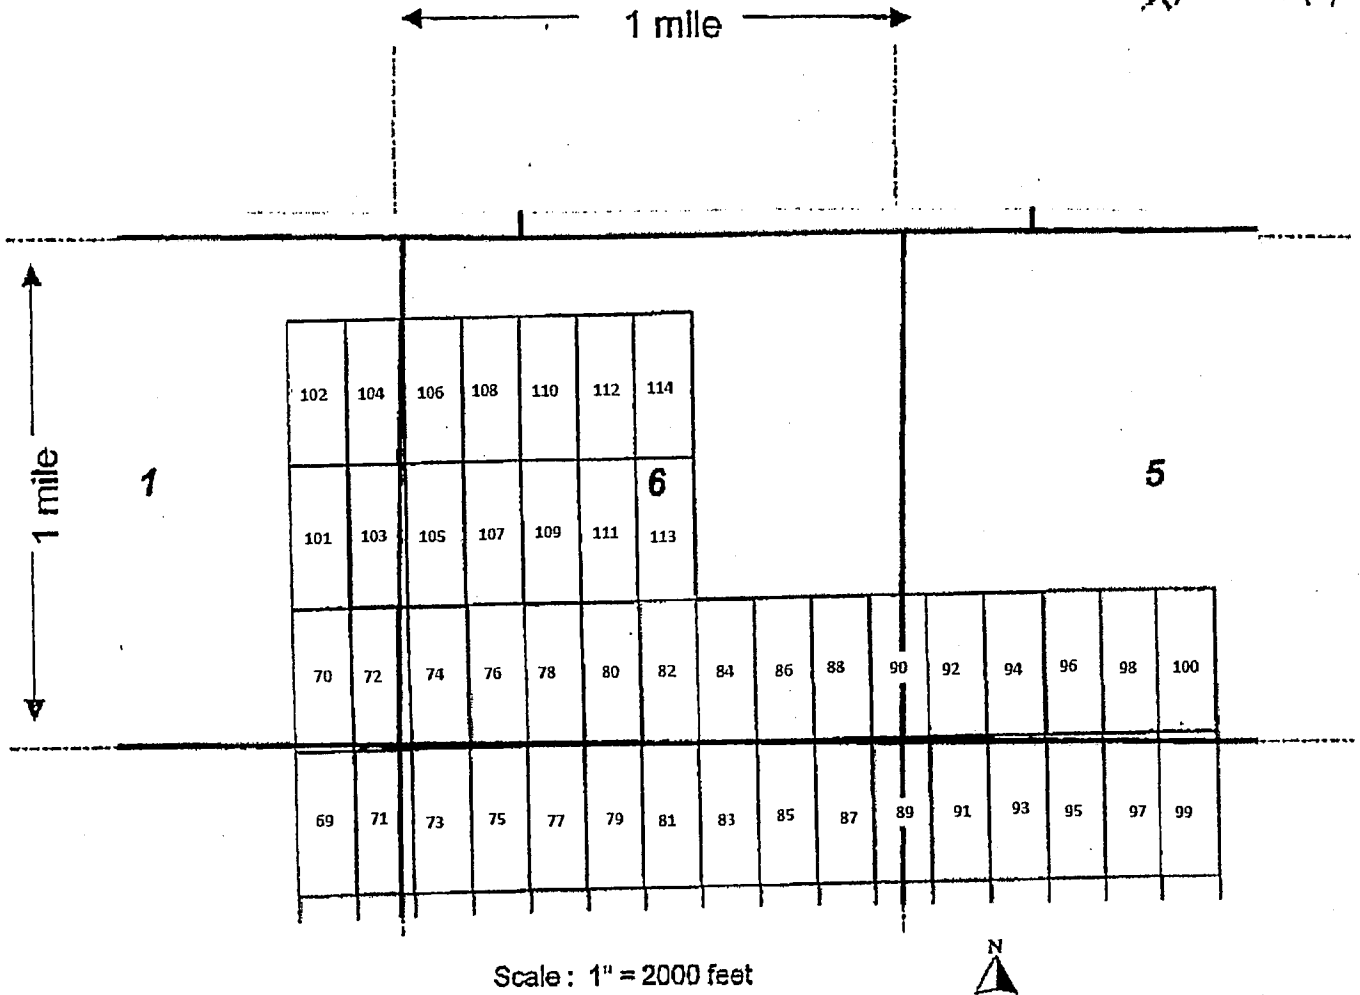 1 mile
1 mile
102 104 106 108 110 112 114
1 6 5
101 103 105 107 109 111 113
70 72 74 76 78 80 82 84 86 88 90 92 94 96 98 100
69 71 73 75 77 79 81 83 85 87 89 91 93 95 97 99
N
Scale : 1" = 2000 feet